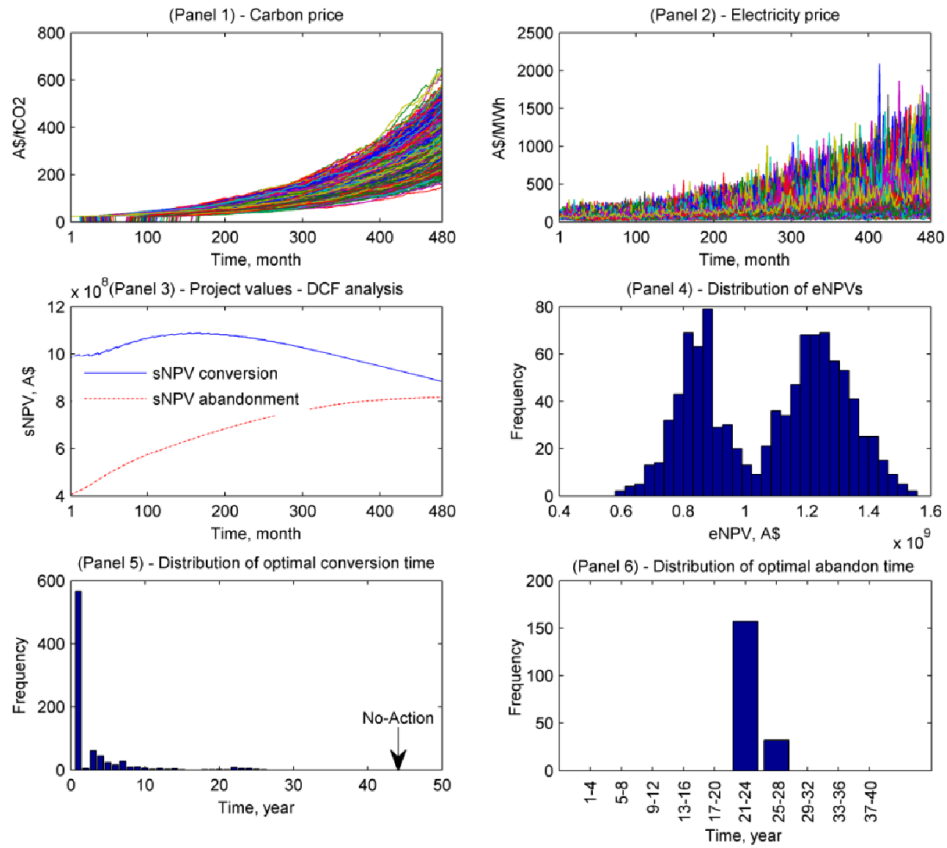 (Panel 1) - Carbon price
800
600
400
200
0
A$/tCO2
1 100 200 300 400 480
Time, month
(Panel 2) - Electricity price
2500
2000
1500
1000
500
0
A$/MWh
1 100 200 300 400 480
Time, month
x 10^8 (Panel 3) - Project values - DCF analysis
12
10
8
6
4
sNPV, A$
sNPV conversion
sNPV abandonment
1 100 200 300 400 480
Time, month
(Panel 4) - Distribution of eNPVs
80
60
40
20
0
Frequency
0.4 0.6 0.8 1 1.2 1.4 1.6
eNPV, A$
x 10^9
(Panel 5) - Distribution of optimal conversion time
600
400
200
0
Frequency
No-Action
0 10 20 30 40 50
Time, year
(Panel 6) - Distribution of optimal abandon time
200
150
100
50
0
Frequency
1-4
5-8
9-12
13-16
17-20
21-24
25-28
29-32
33-36
37-40
Time, year